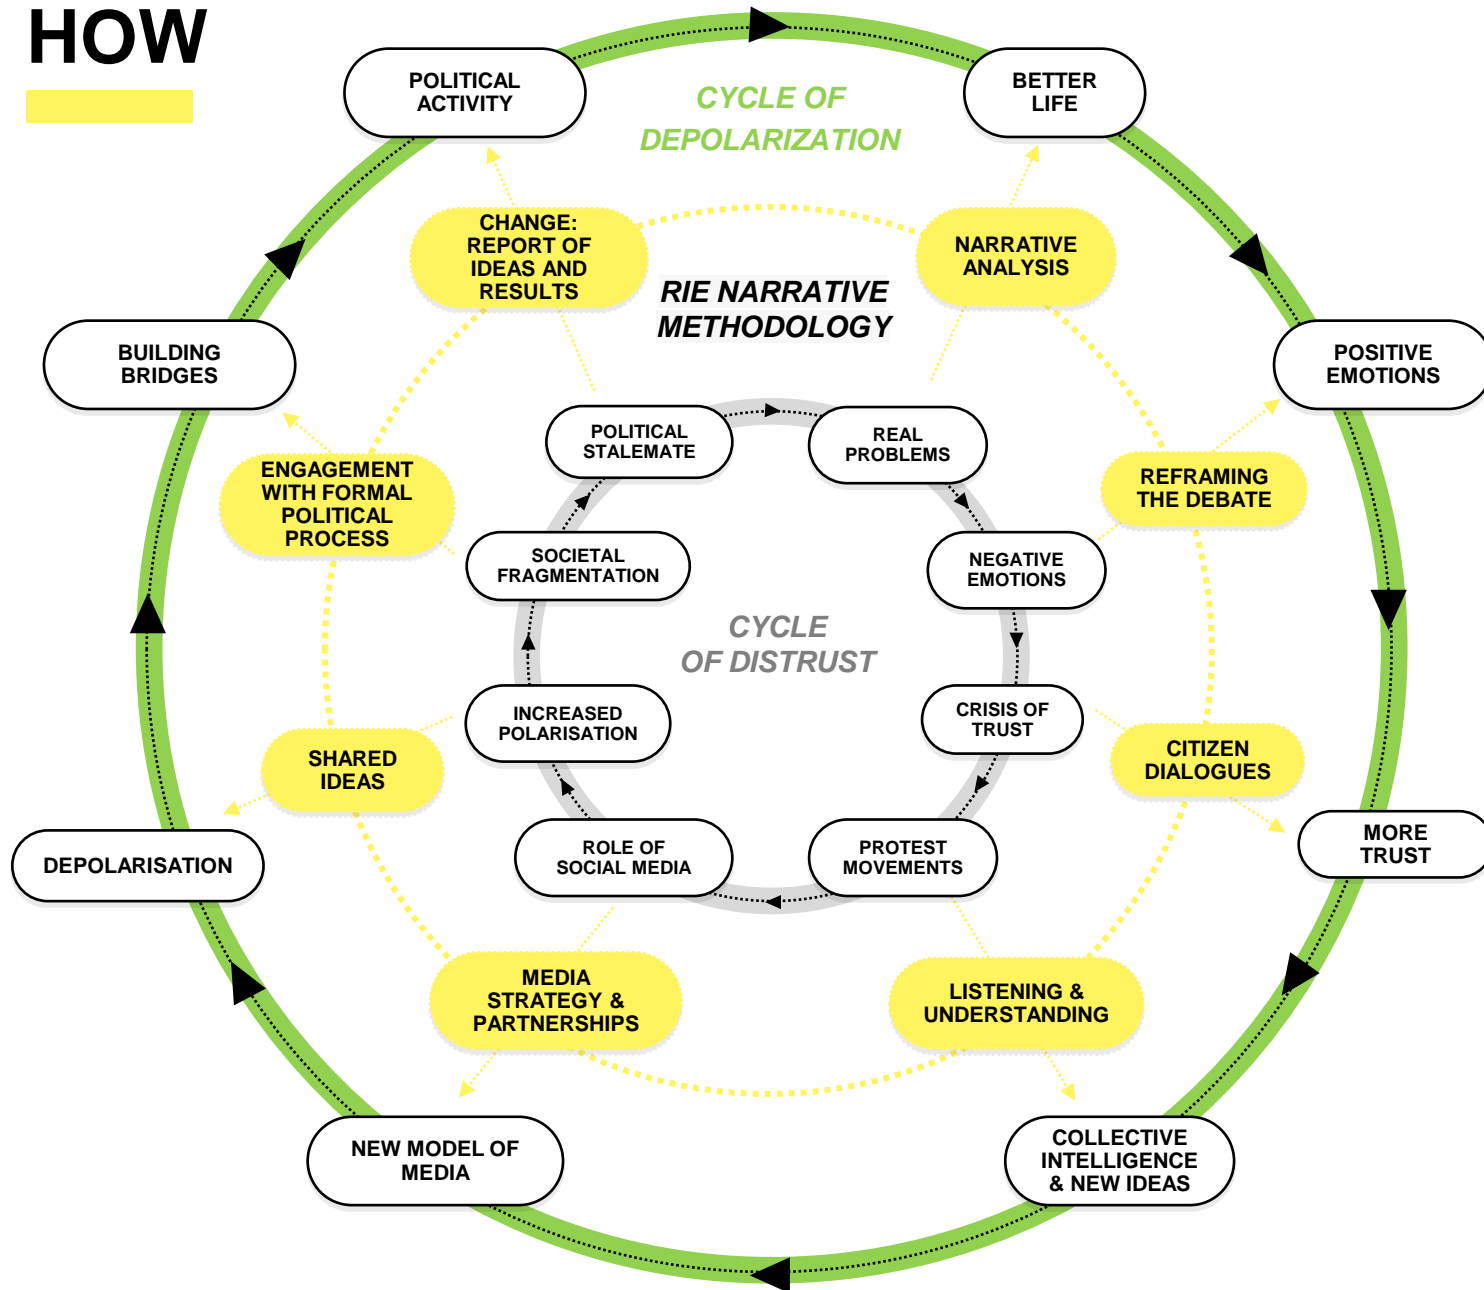 HOW
POLITICAL
ACTIVITY
BETTER
LIFE
CYCLE OF
DEPOLARIZATION
CHANGE:
REPORT OF
IDEAS AND
RESULTS
NARRATIVE
ANALYSIS
RIE NARRATIVE
METHODOLOGY
BUILDING
BRIDGES
POSITIVE
EMOTIONS
POLITICAL
STALEMATE
REAL
PROBLEMS
ENGAGEMENT
WITH FORMAL
POLITICAL
PROCESS
REFRAMING
THE DEBATE
SOCIETAL
FRAGMENTATION
NEGATIVE
EMOTIONS
CYCLE
OF DISTRUST
INCREASED
POLARISATION
CRISIS OF
TRUST
SHARED
IDEAS
CITIZEN
DIALOGUES
DEPOLARISATION
ROLE OF
SOCIAL MEDIA
PROTEST
MOVEMENTS
MORE
TRUST
MEDIA
STRATEGY &
PARTNERSHIPS
LISTENING &
UNDERSTANDING
NEW MODEL OF
MEDIA
COLLECTIVE
INTELLIGENCE
& NEW IDEAS